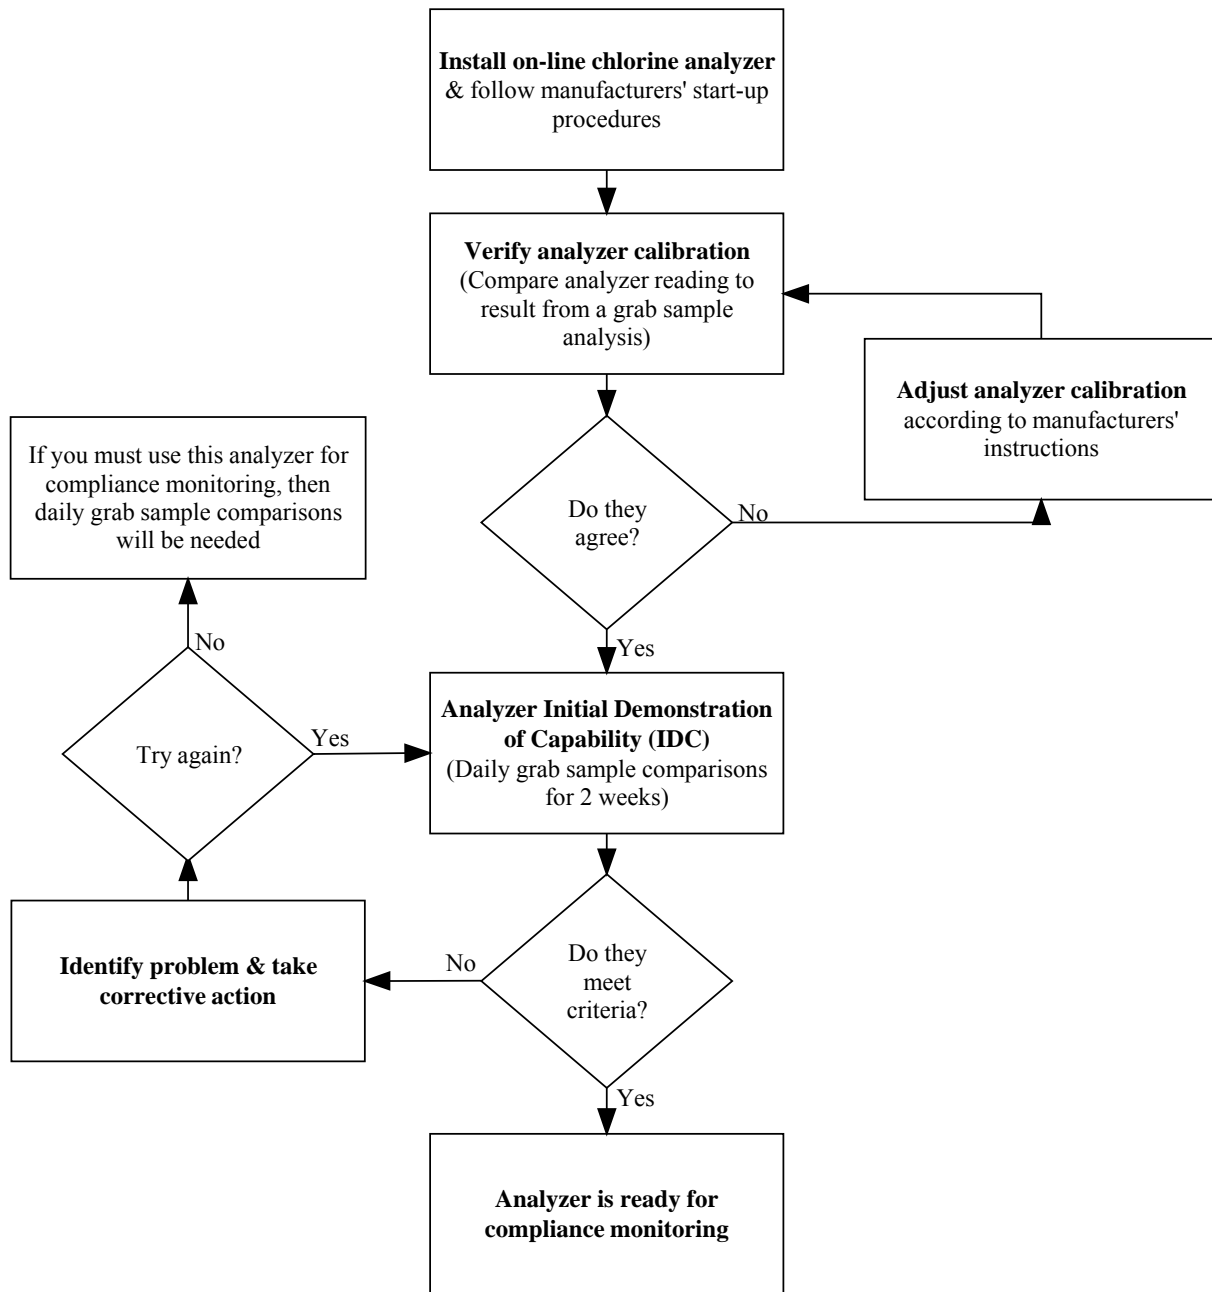 Install on-line chlorine analyzer
& follow manufacturers' start-up
procedures
Verify analyzer calibration
(Compare analyzer reading to
result from a grab sample
analysis)
Adjust analyzer calibration
according to manufacturers'
instructions
Do they
agree?
No
Yes
If you must use this analyzer for
compliance monitoring, then
daily grab sample comparisons
will be needed
No
Try again?
Yes
Analyzer Initial Demonstration
of Capability (IDC)
(Daily grab sample comparisons
for 2 weeks)
Identify problem & take
corrective action
No
Do they
meet
criteria?
Yes
Analyzer is ready for
compliance monitoring